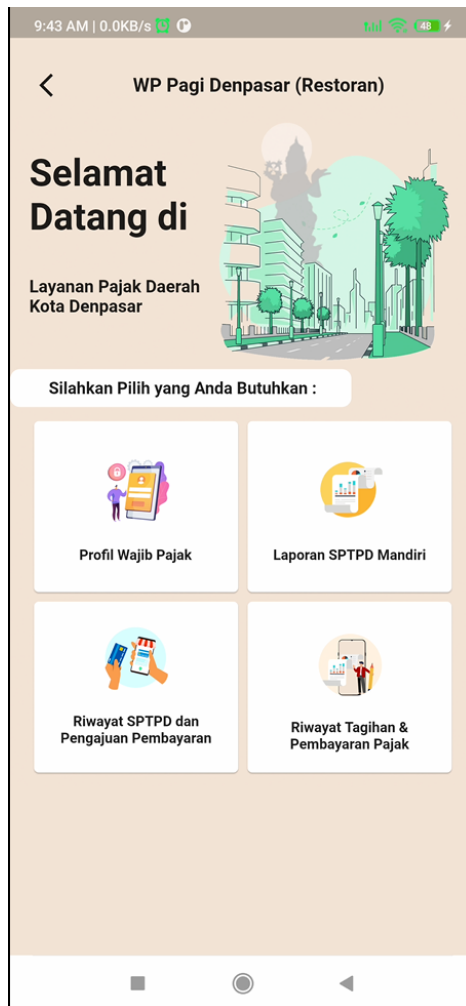 9:43 AM | 0.0KB/s
48
WP Pagi Denpasar (Restoran)
Selamat
Datang di
Layanan Pajak Daerah
Kota Denpasar
Silahkan Pilih yang Anda Butuhkan :
Profil Wajib Pajak
Laporan SPTPD Mandiri
Riwayat SPTPD dan
Pengajuan Pembayaran
Riwayat Tagihan &
Pembayaran Pajak